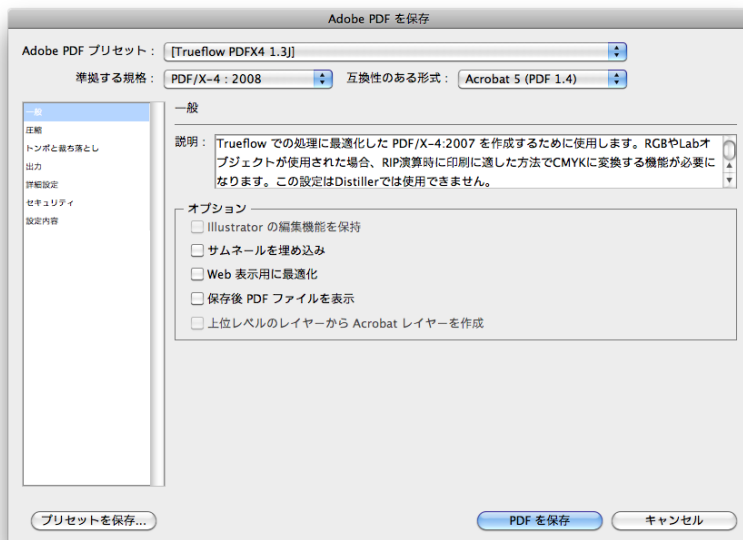 Adobe PDF を保存
Adobe PDF プリセット： [Trueflow PDFX4 1.3J]
準拠する規格： PDF/X-4 : 2008 互換性のある形式： Acrobat 5 (PDF 1.4)
一般
圧縮
トンボと裁ち落とし
出力
詳細設定
セキュリティ
設定内容
一般
説明： Trueflow での処理に最適化した PDF/X-4:2007 を作成するために使用します。RGBやLabオ
ブジェクトが使用された場合、RIP演算時に印刷に適した方法でCMYKに変換する機能が必要に
なります。この設定はDistillerでは使用できません。
オプション
Illustrator の編集機能を保持
サムネールを埋め込み
Web 表示用に最適化
保存後 PDF ファイルを表示
上位レベルのレイヤーから Acrobat レイヤーを作成
プリセットを保存... PDF を保存 キャンセル